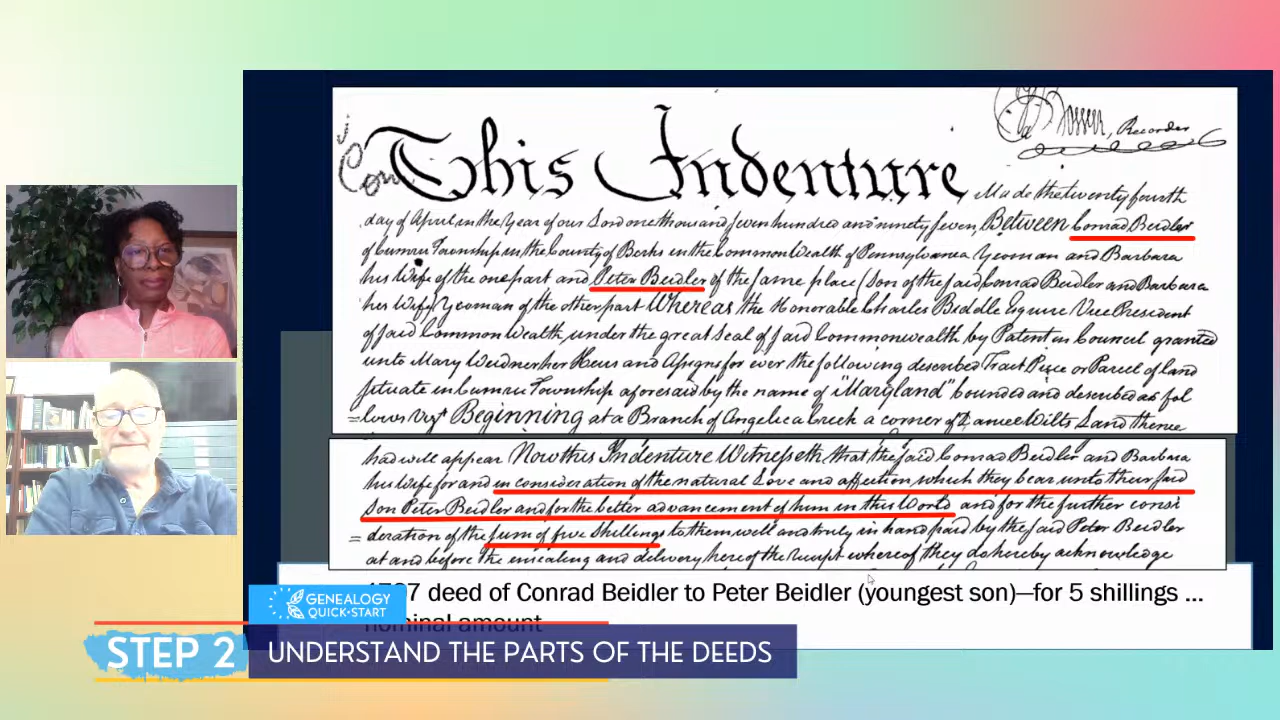 Recorder
This Indenture Made the twenty fourth
day of April in the Year of our Lord one thousand seven hundred and ninety seven, Between Conrad Beidler
of Cumru Township in the County of Berks in the Common Wealth of Pennsylvanea Yeoman and Barbara
his Wife of the one part and Peter Beidler of the same place (Son of the said Conrad Beidler and Barbara
his Wife) Yeoman of the other part Whereas the Honorable Charles Biddle Esquire Vice President
of said Common Wealth under the great Seal of said Commonwealth by Patent in Council granted
unto Mary Weidner her Heirs and Assigns for ever the following described Tract Piece or Parcel of land
situate in Cumru Township aforesaid by the name of "Maryland" bounded and described as fol
=lows Vizt Beginning at a Branch of Angelica Creek a corner of Wilts Land thence
had will appear Now this Indenture Witnesseth, that the said Conrad Beidler and Barbara
his Wife for and in consideration of the natural Love and affection which they bear unto their said
Son Peter Beidler and for the better advancement of him in this World and for the further consi
=deration of the sum of five Shillings to them well and truly in hand paid by the said Peter Beidler
at and before the ensealing and delivery hereof the receipt whereof they do hereby acknowledge
deed of Conrad Beidler to Peter Beidler (youngest son)—for 5 shillings ...
nominal amount
GENEALOGY
QUICK•START
STEP 2 UNDERSTAND THE PARTS OF THE DEEDS